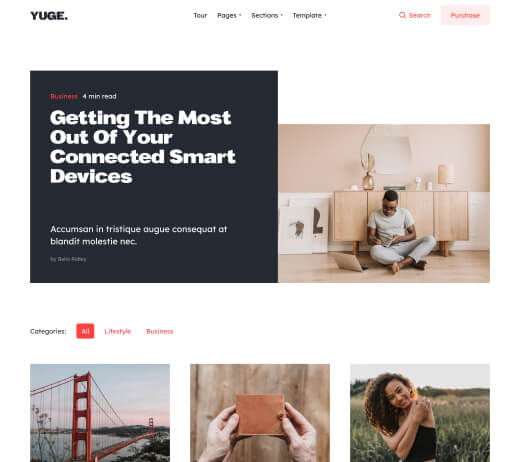 YUGE.
Tour Pages Sections Template
Search
Purchase
Business 4 min read
Getting The Most
Out Of Your
Connected Smart
Devices
Accumsan in tristique augue consequat at
blandit molestie nec.
by Bella Ridley
Categories: All Lifestyle Business